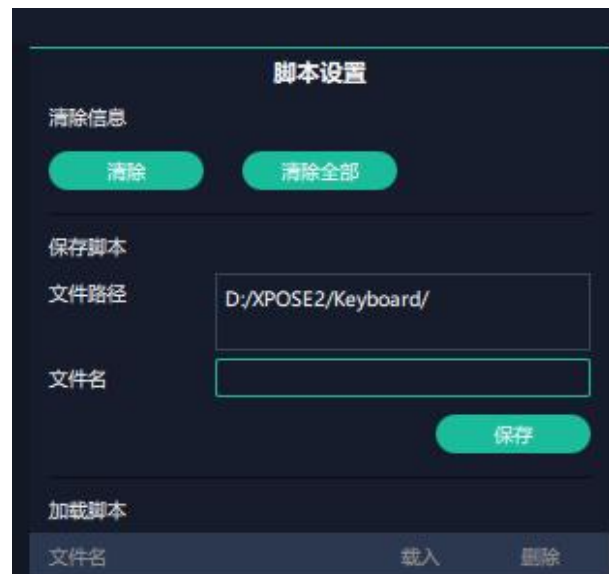 脚本设置
清除信息
清除 清除全部
保存脚本
文件路径 D:/XPOSE2/Keyboard/
文件名
保存
加载脚本
文件名 载入 删除